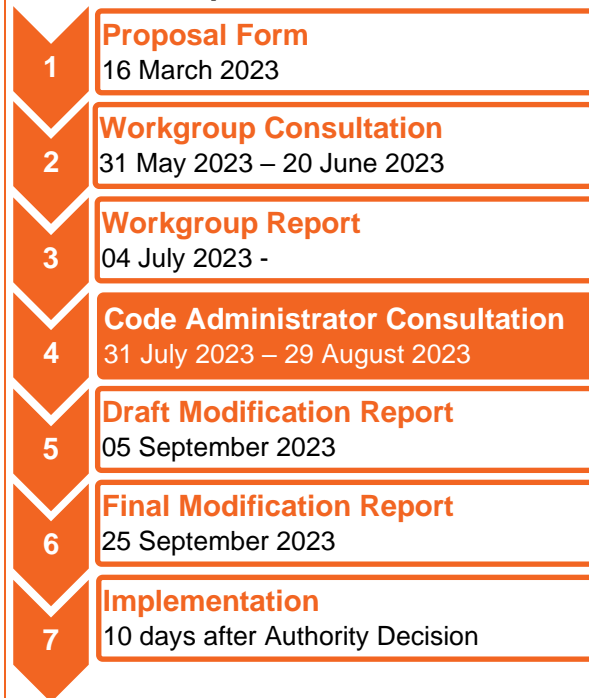 1
Proposal Form
16 March 2023
2
Workgroup Consultation
31 May 2023 – 20 June 2023
3
Workgroup Report
04 July 2023 -
4
Code Administrator Consultation
31 July 2023 – 29 August 2023
5
Draft Modification Report
05 September 2023
6
Final Modification Report
25 September 2023
7
Implementation
10 days after Authority Decision